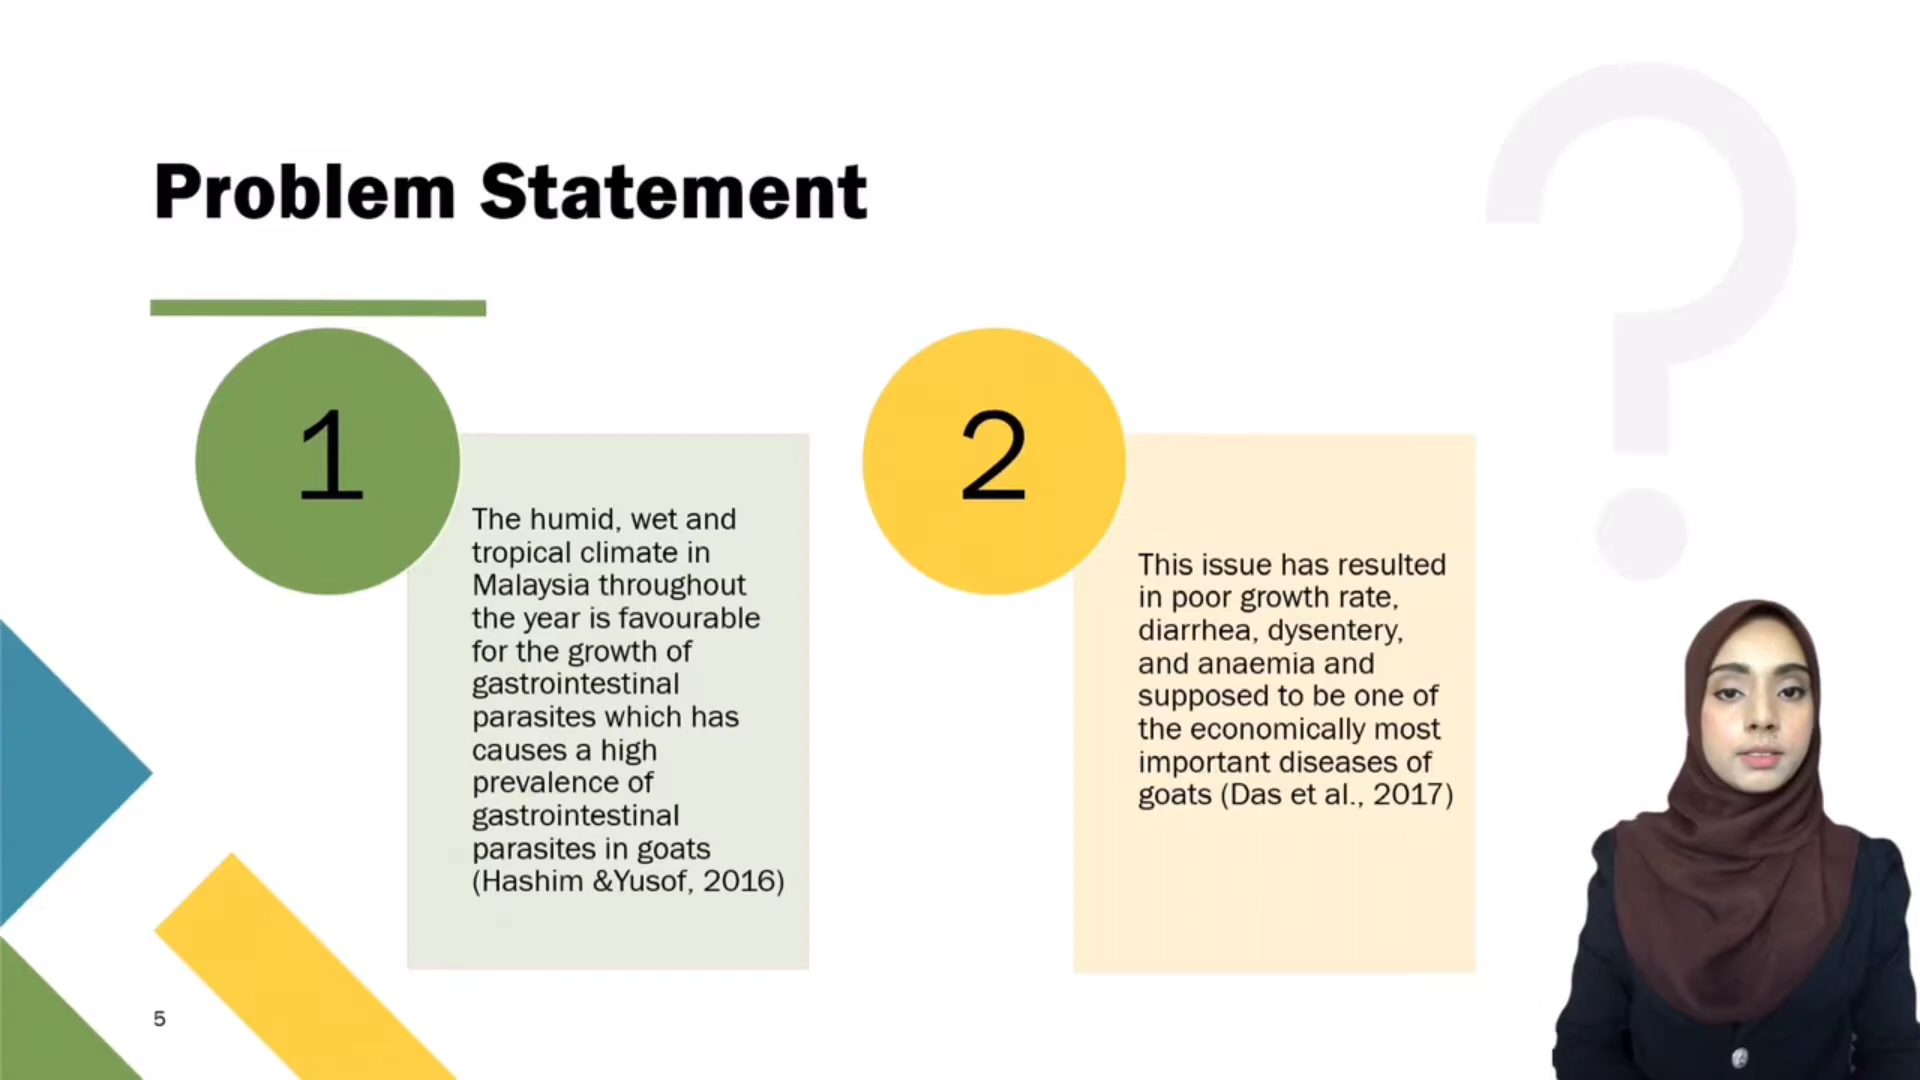 Problem Statement
1
The humid, wet and
tropical climate in
Malaysia throughout
the year is favourable
for the growth of
gastrointestinal
parasites which has
causes a high
prevalence of
gastrointestinal
parasites in goats
(Hashim &Yusof, 2016)
2
This issue has resulted
in poor growth rate,
diarrhea, dysentery,
and anaemia and
supposed to be one of
the economically most
important diseases of
goats (Das et al., 2017)
?
5